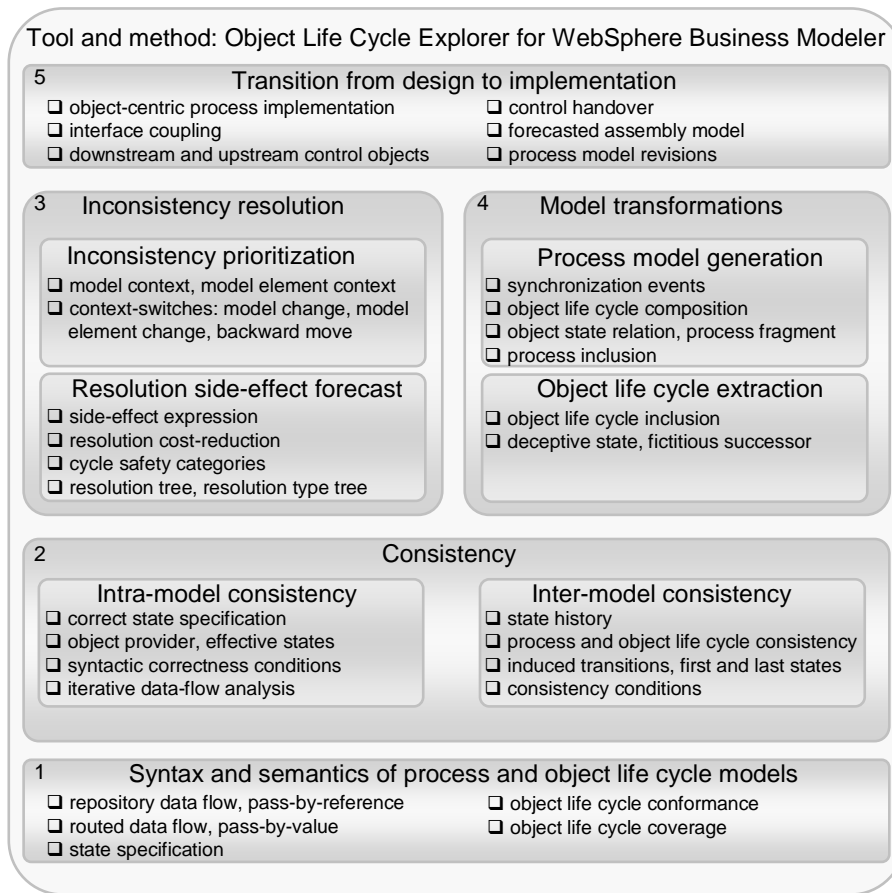 Tool and method: Object Life Cycle Explorer for WebSphere Business Modeler
5
Transition from design to implementation
❑ object-centric process implementation
❑ interface coupling
❑ downstream and upstream control objects
❑ control handover
❑ forecasted assembly model
❑ process model revisions
3
Inconsistency resolution
Inconsistency prioritization
❑ model context, model element context
❑ context-switches: model change, model
element change, backward move
Resolution side-effect forecast
❑ side-effect expression
❑ resolution cost-reduction
❑ cycle safety categories
❑ resolution tree, resolution type tree
4
Model transformations
Process model generation
❑ synchronization events
❑ object life cycle composition
❑ object state relation, process fragment
❑ process inclusion
Object life cycle extraction
❑ object life cycle inclusion
❑ deceptive state, fictitious successor
2
Consistency
Intra-model consistency
❑ correct state specification
❑ object provider, effective states
❑ syntactic correctness conditions
❑ iterative data-flow analysis
Inter-model consistency
❑ state history
❑ process and object life cycle consistency
❑ induced transitions, first and last states
❑ consistency conditions
1
Syntax and semantics of process and object life cycle models
❑ repository data flow, pass-by-reference
❑ routed data flow, pass-by-value
❑ state specification
❑ object life cycle conformance
❑ object life cycle coverage